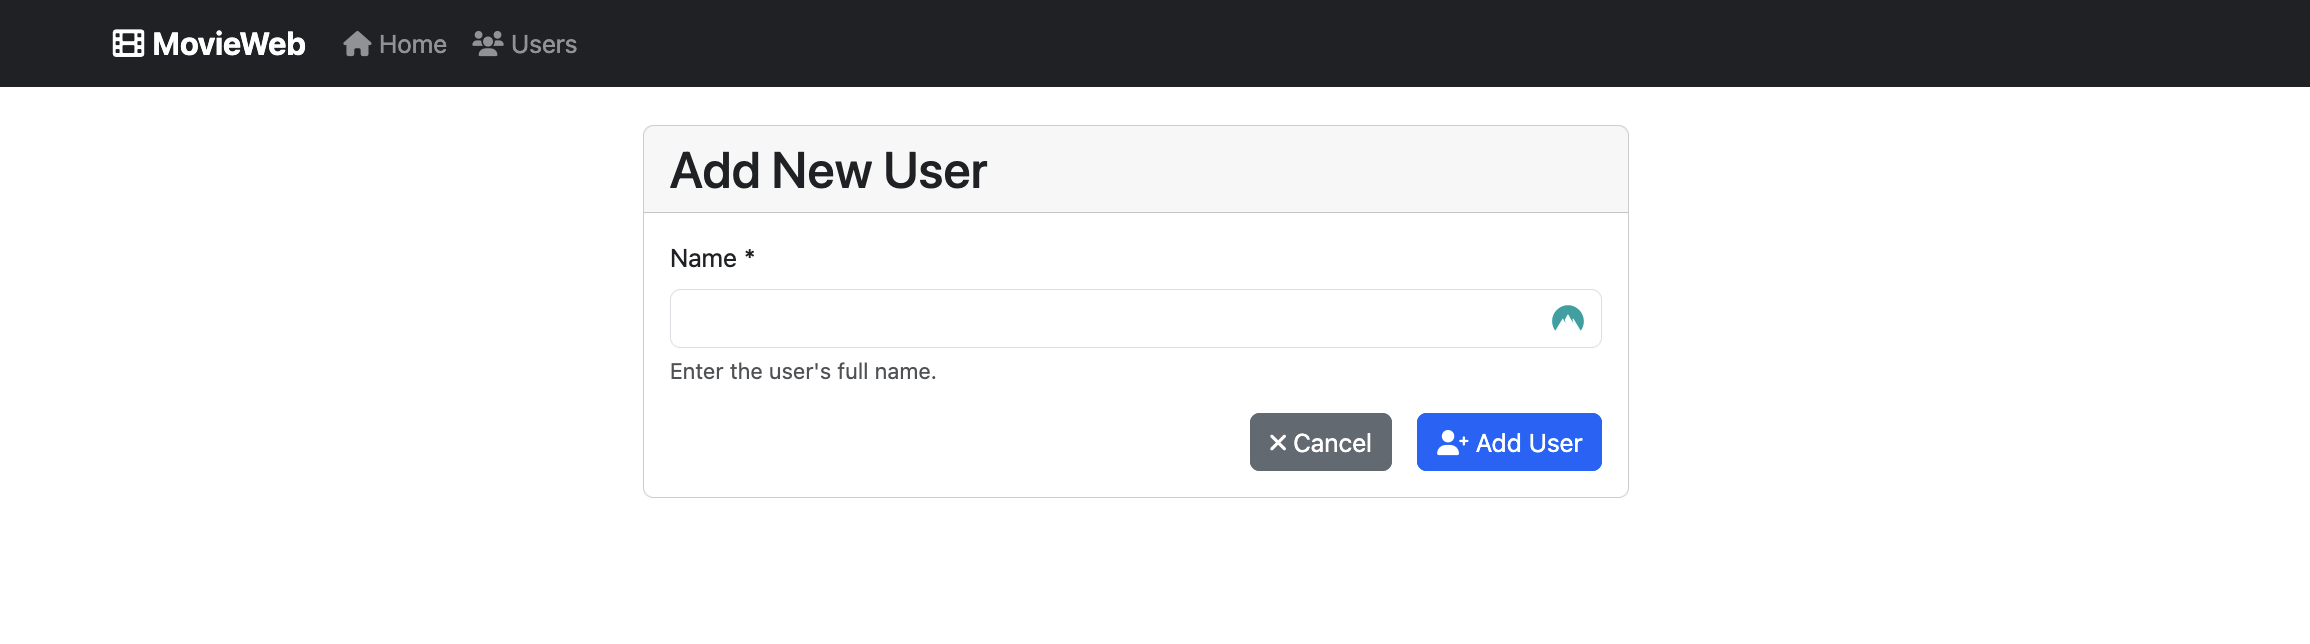 MovieWeb Home Users
Add New User
Name *
Enter the user's full name.
Cancel Add User